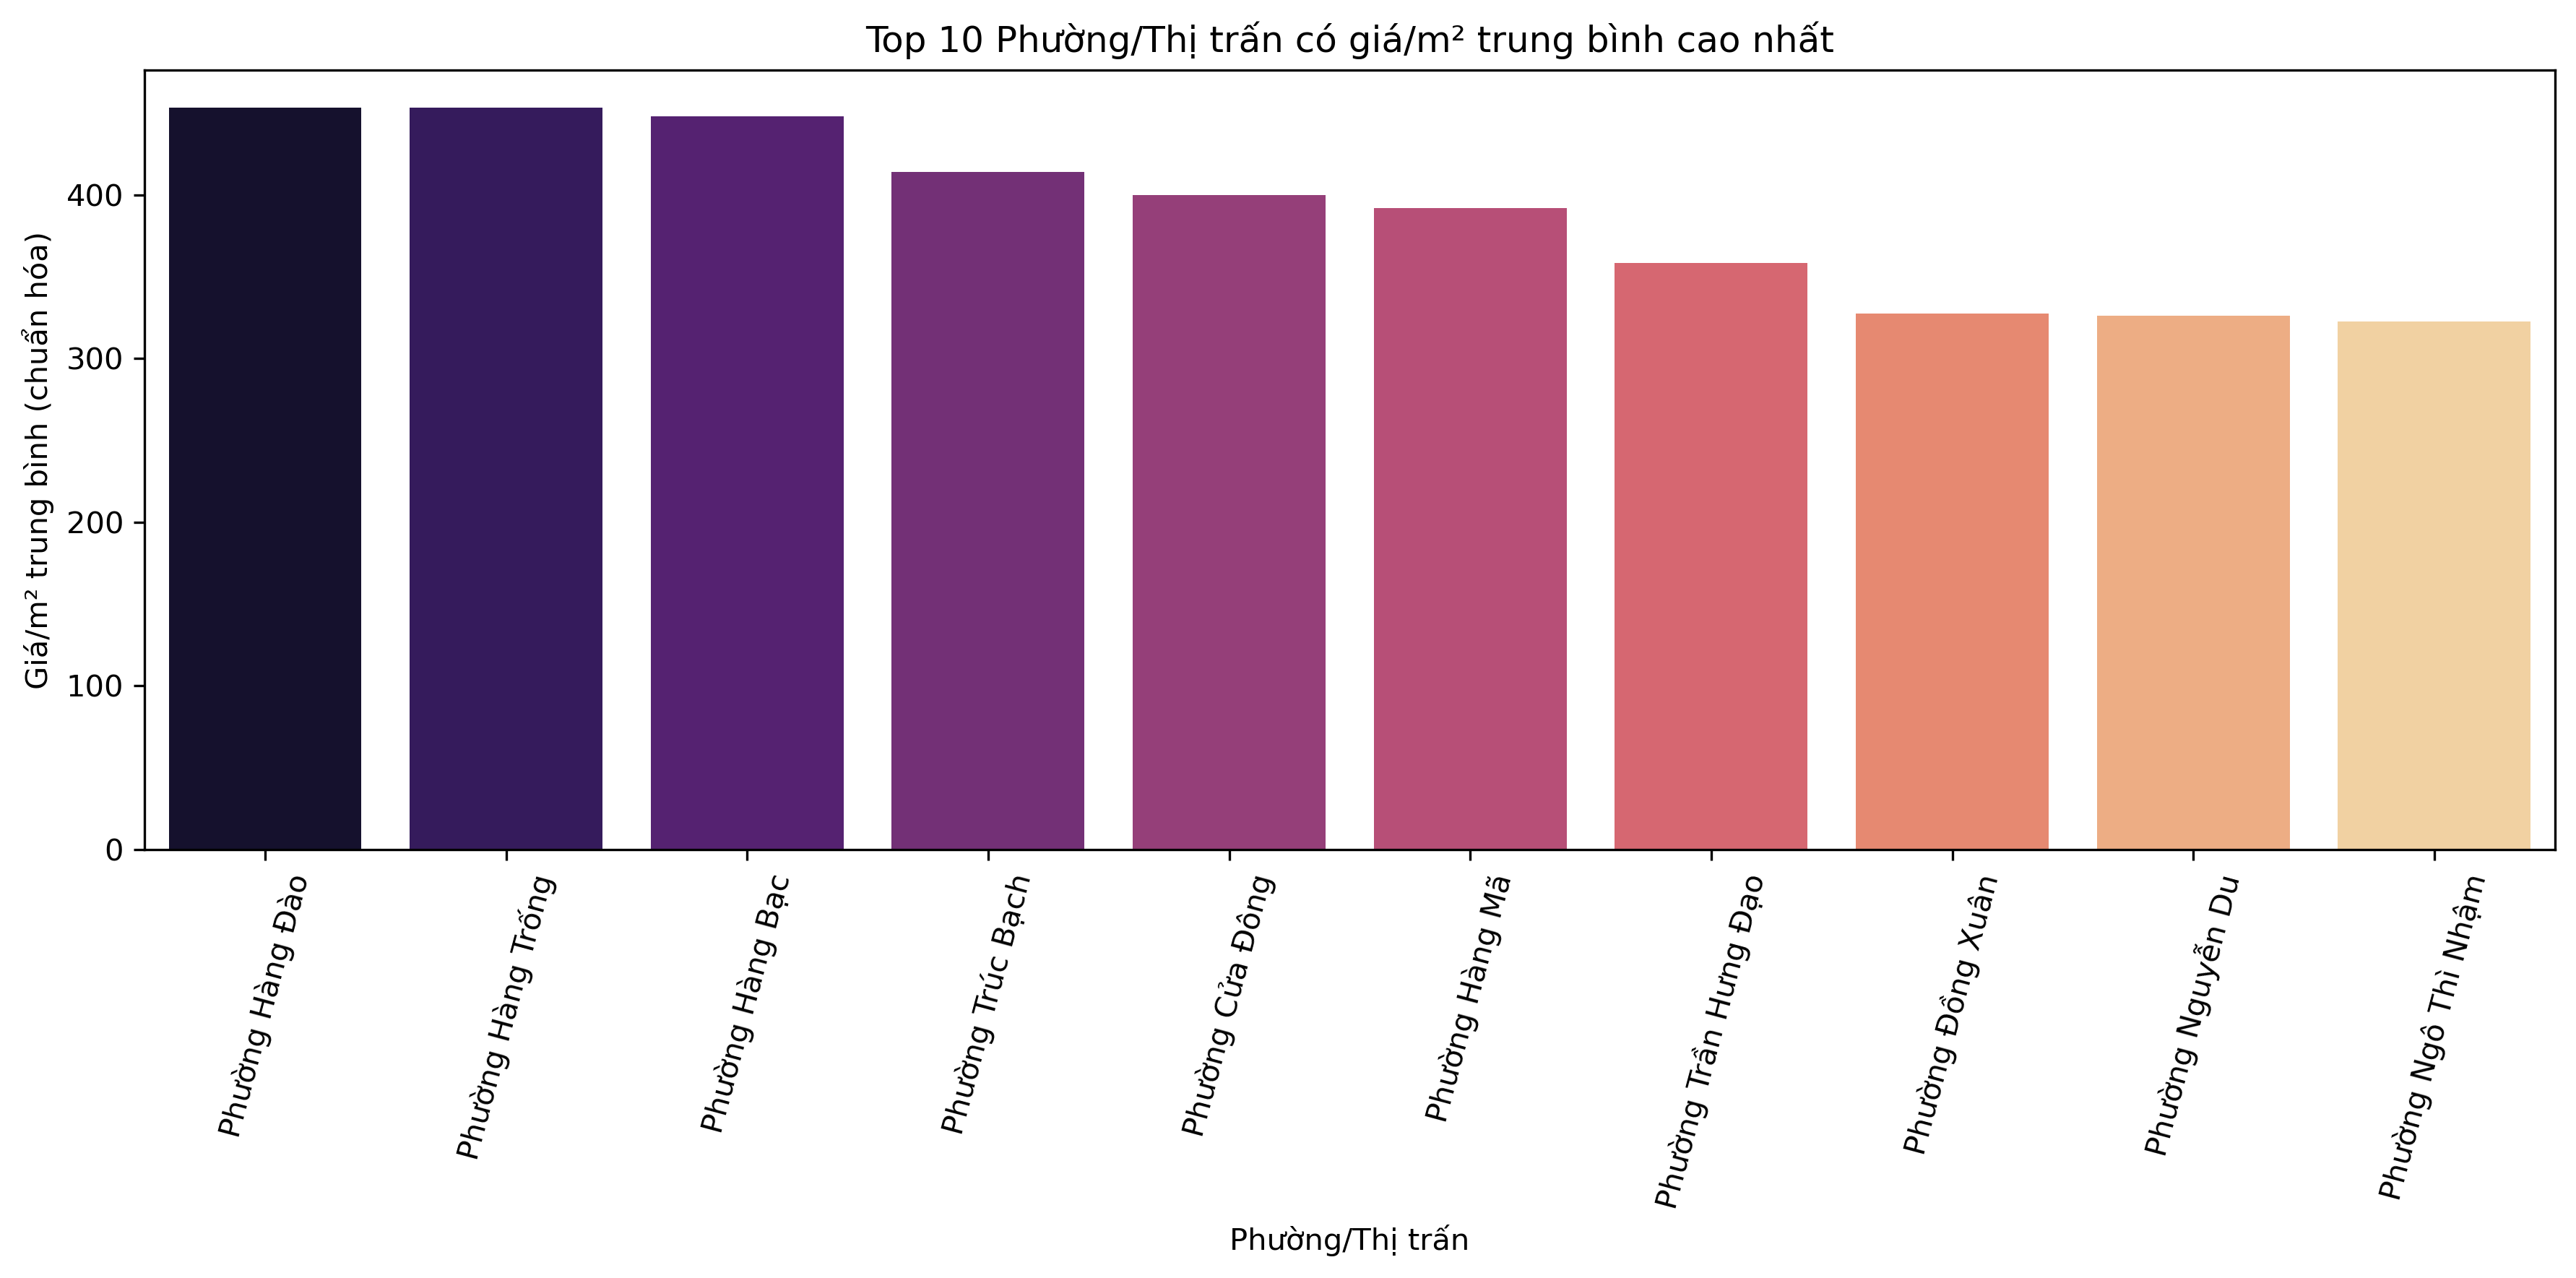 Top 10 Phường/Thị trấn có giá/m² trung bình cao nhất
Giá/m² trung bình (chuẩn hóa)
400
300
200
100
0
Phường Hàng Đào
Phường Hàng Trống
Phường Hàng Bạc
Phường Trúc Bạch
Phường Cửa Đông
Phường Hàng Mã
Phường Trần Hưng Đạo
Phường Đồng Xuân
Phường Nguyễn Du
Phường Ngô Thì Nhậm
Phường/Thị trấn